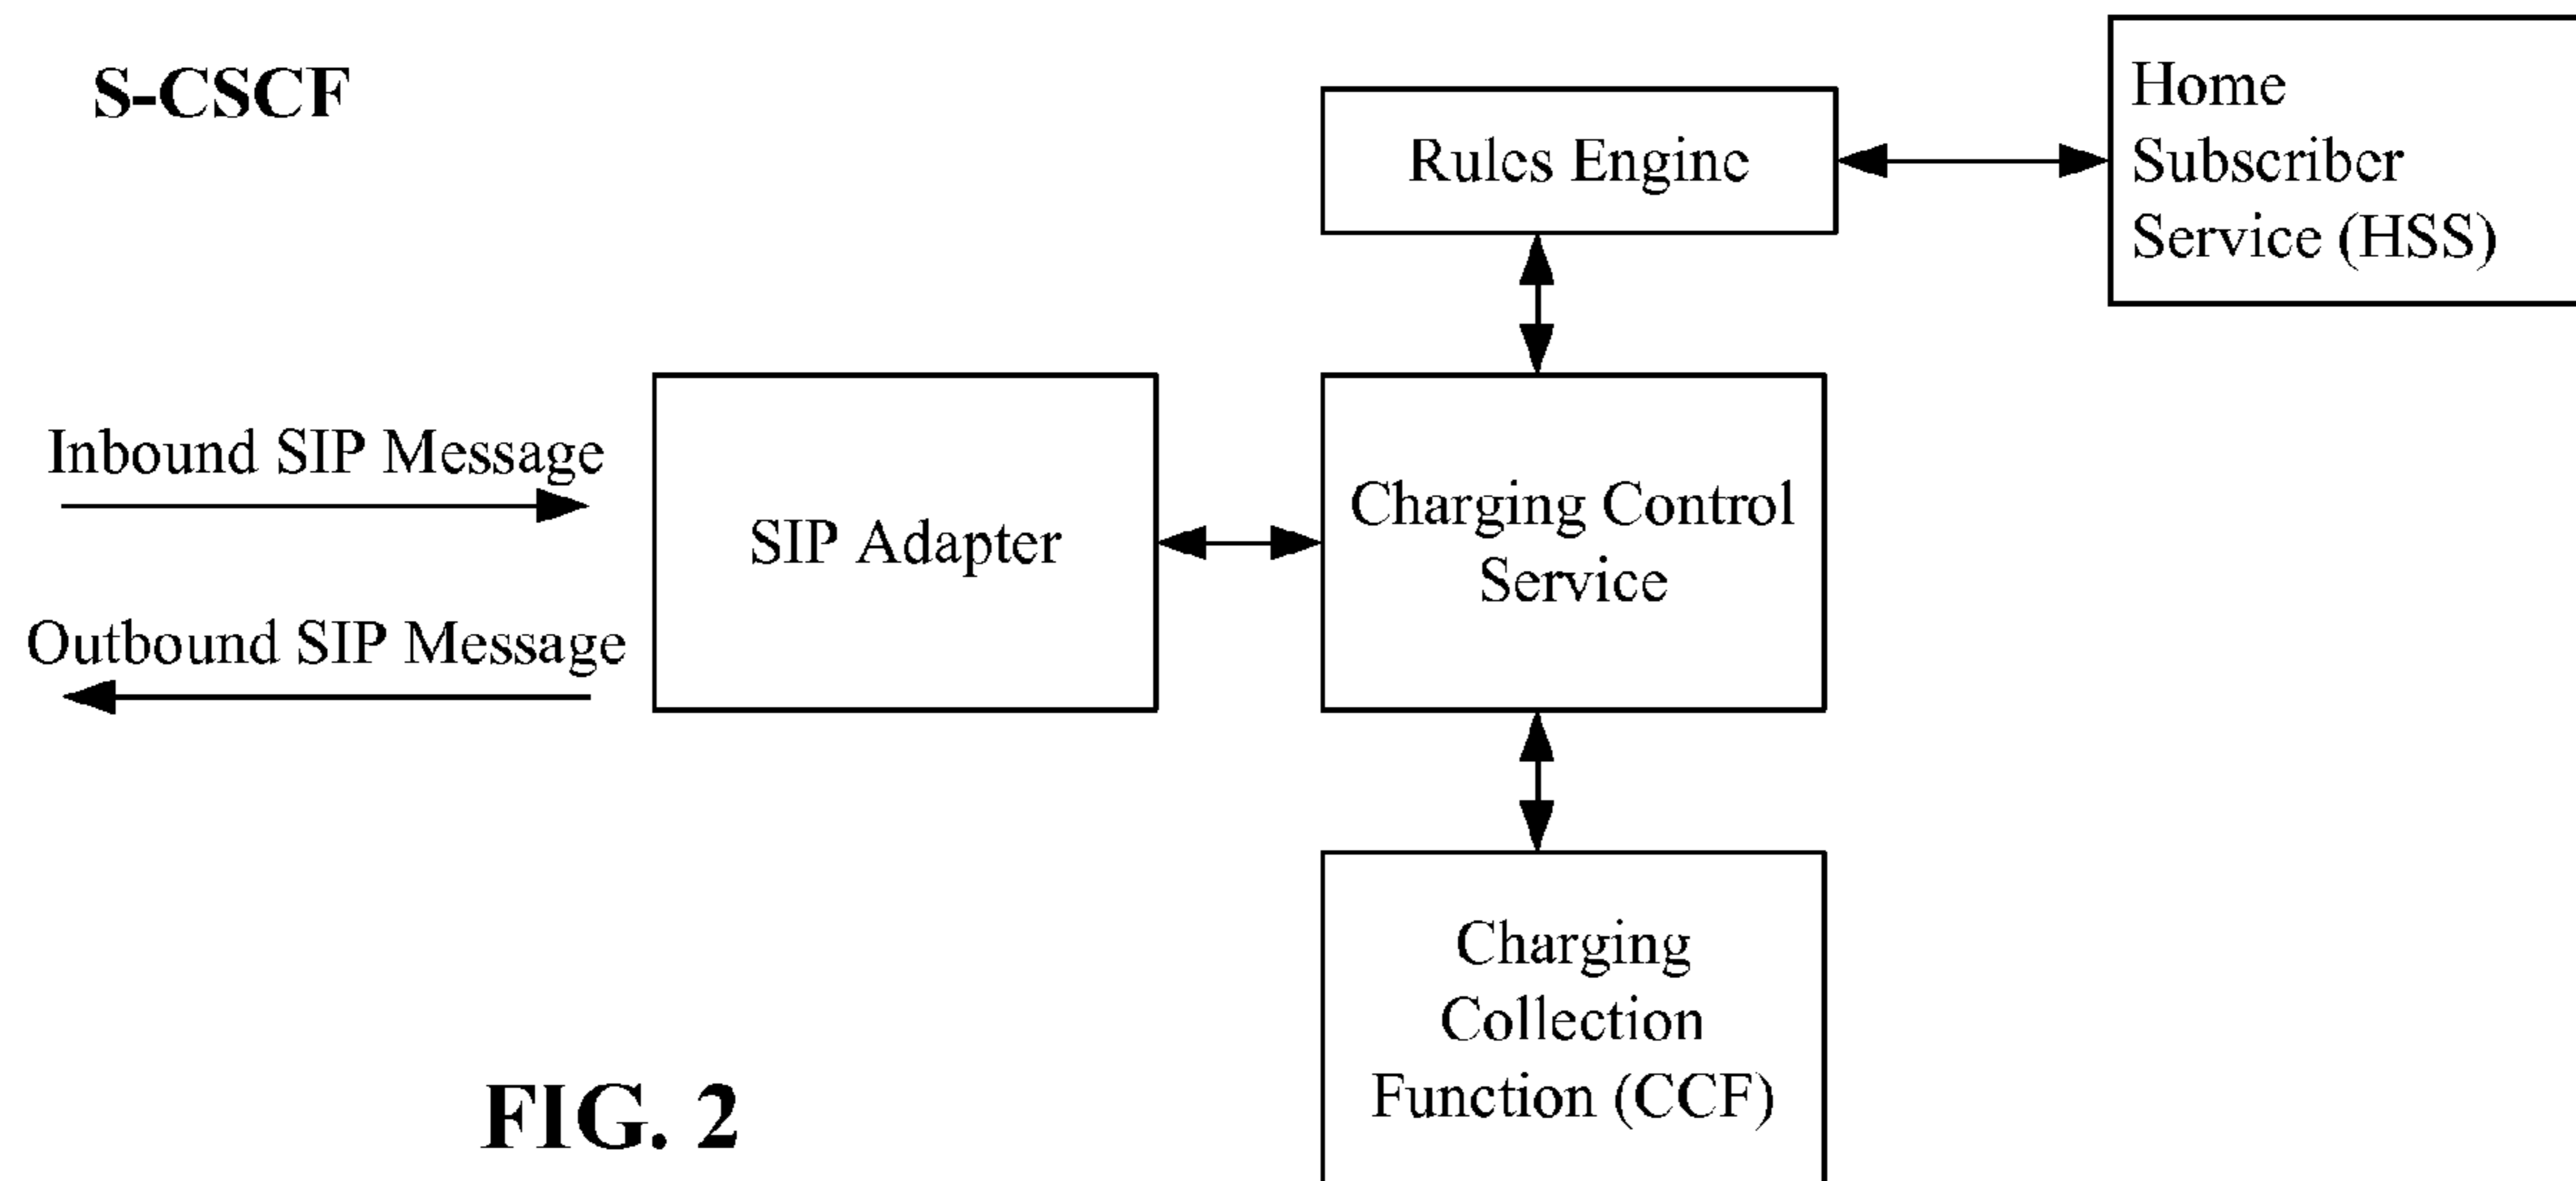 S-CSCF
Rules Engine
Home
Subscriber
Service (HSS)
Inbound SIP Message
SIP Adapter
Charging Control
Service
Outbound SIP Message
Charging
Collection
Function (CCF)
FIG. 2